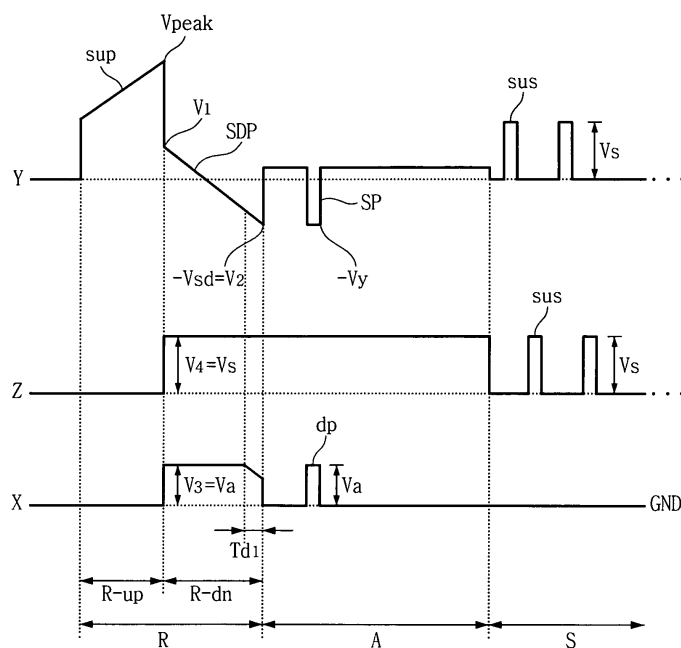 Vpeak
sup
V1
SDP
sus
Vs
Y
SP
-Vsd=V2
-Vy
sus
V4=Vs
Vs
Z
dp
V3=Va
Va
X
GND
Td1
R-up
R-dn
R
A
S